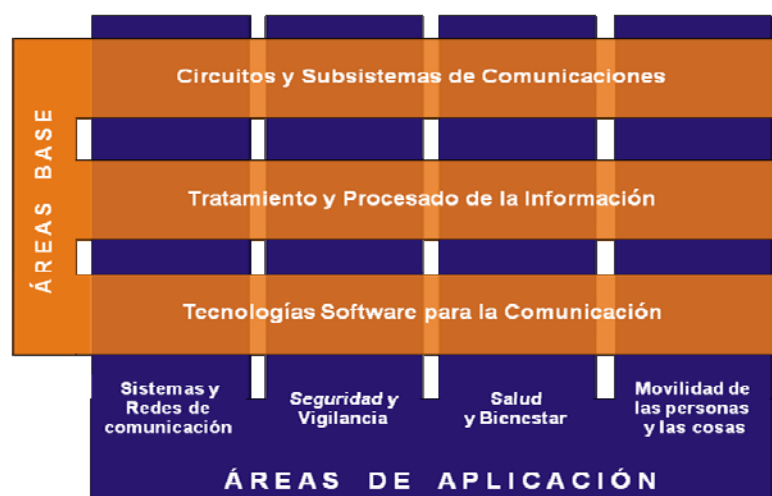 ÁREAS BASE
Circuitos y Subsistemas de Comunicaciones
Tratamiento y Procesado de la Información
Tecnologías Software para la Comunicación
Sistemas y
Redes de
comunicación
Seguridad y
Vigilancia
Salud
y Bienestar
Movilidad de
las personas
y las cosas
ÁREAS DE APLICACIÓN